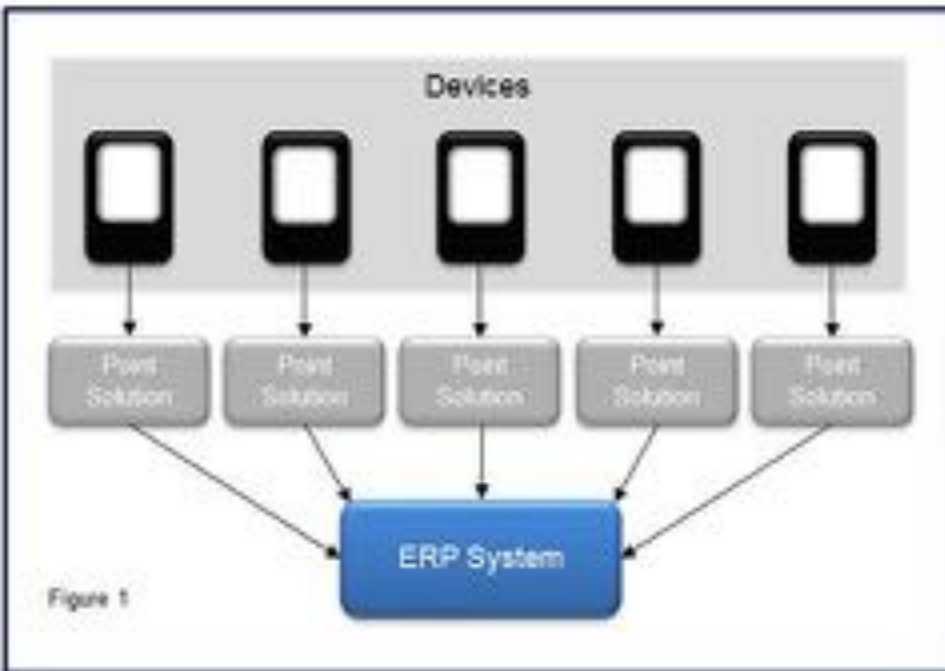 Devices
Point
Solution
Point
Solution
Point
Solution
Point
Solution
Point
Solution
ERP System
Figure 1